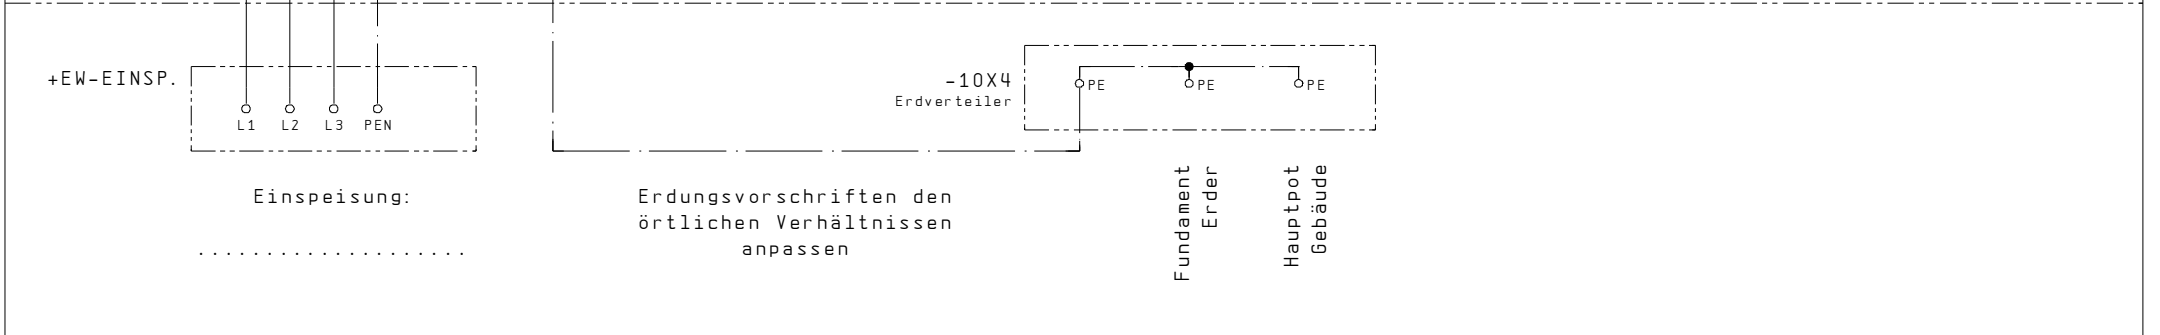 +EW-EINSP.
L1 L2 L3 PEN
-10X4
Erdverteiler
PE PE PE
Einspeisung:
....................
Erdungsvorschriften den
örtlichen Verhältnissen
anpassen
Fundament
Erder
Hauptpot
Gebäude